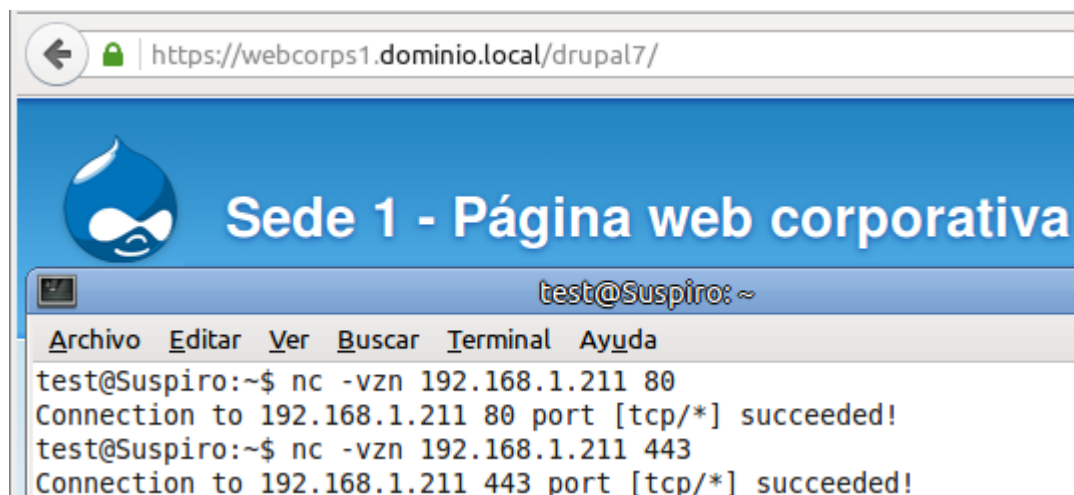 https://webcorps1.dominio.local/drupal7/
Sede 1 - Página web corporativa
test@Suspiro: ~
Archivo Editar Ver Buscar Terminal Ayuda
test@Suspiro:~$ nc -vzn 192.168.1.211 80
Connection to 192.168.1.211 80 port [tcp/*] succeeded!
test@Suspiro:~$ nc -vzn 192.168.1.211 443
Connection to 192.168.1.211 443 port [tcp/*] succeeded!